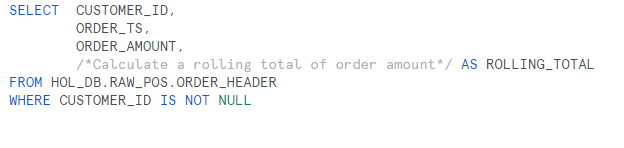 SELECT  CUSTOMER_ID,
        ORDER_TS,
        ORDER_AMOUNT,
        /*Calculate a rolling total of order amount*/ AS ROLLING_TOTAL
FROM HOL_DB.RAW_POS.ORDER_HEADER
WHERE CUSTOMER_ID IS NOT NULL